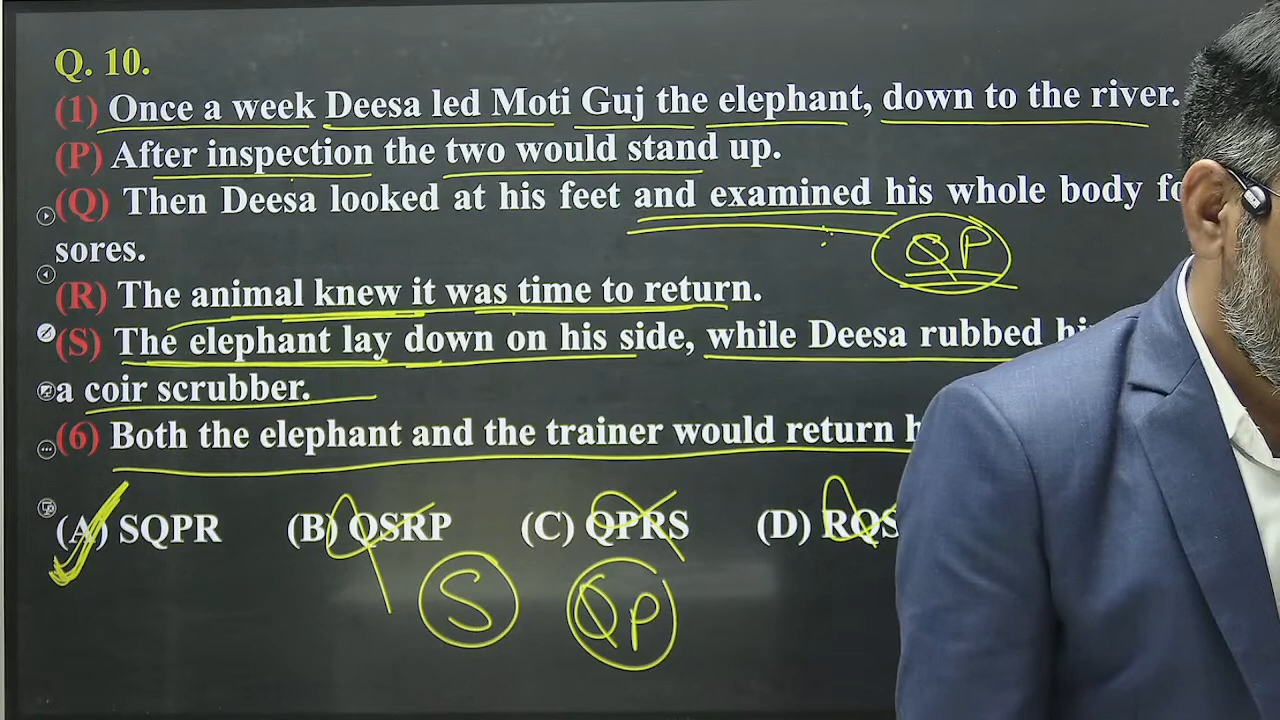 Q. 10.
(1) Once a week Deesa led Moti Guj the elephant, down to the river.
(P) After inspection the two would stand up.
(Q) Then Deesa looked at his feet and examined his whole body
sores.
QP
(R) The animal knew it was time to return.
(S) The elephant lay down on his side, while Deesa rubbed
a coir scrubber.
(6) Both the elephant and the trainer would return
(A) SQPR (B) QSRP (C) QPRS (D)
S QP